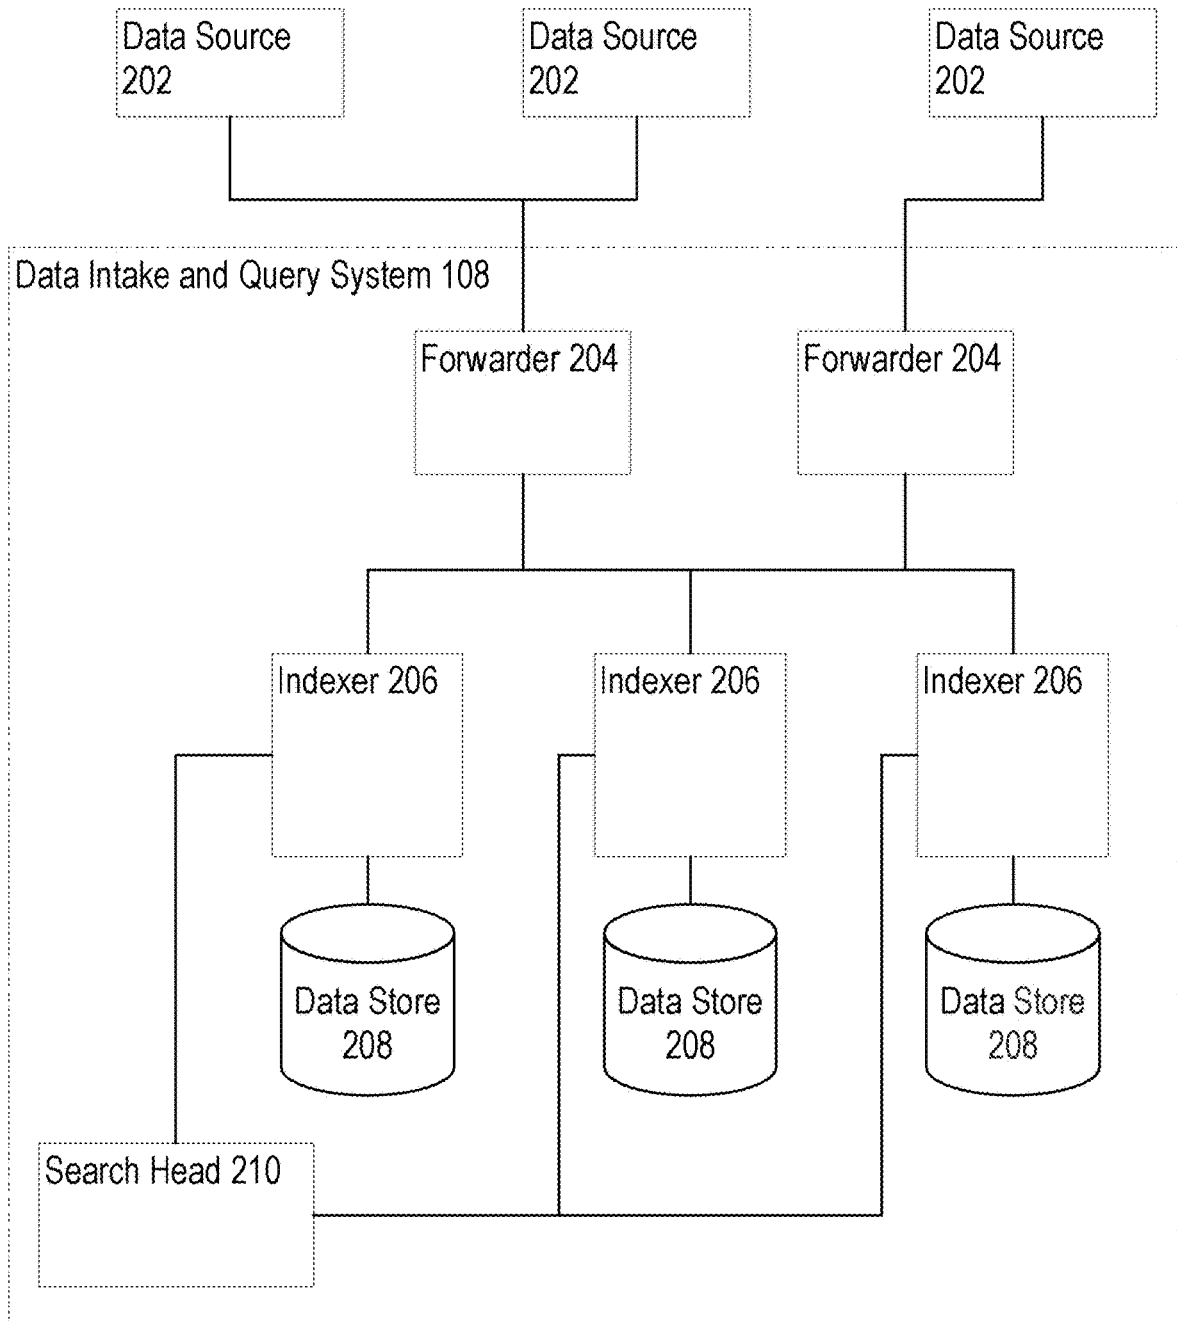 Data Source
202
Data Source
202
Data Source
202
Data Intake and Query System 108
Forwarder 204
Forwarder 204
Indexer 206
Indexer 206
Indexer 206
Data Store
208
Data Store
208
Data Store
208
Search Head 210